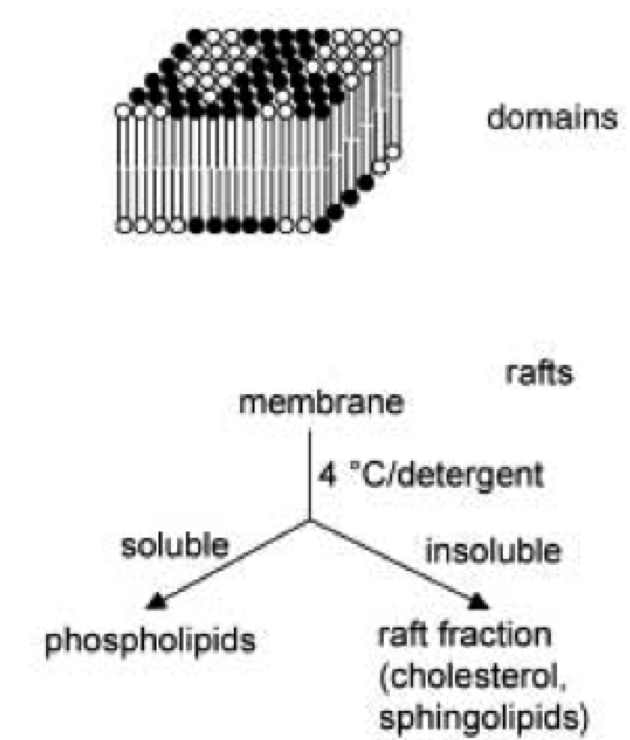 domains
rafts
membrane
4 °C/detergent
soluble
insoluble
phospholipids
raft fraction
(cholesterol,
sphingolipids)